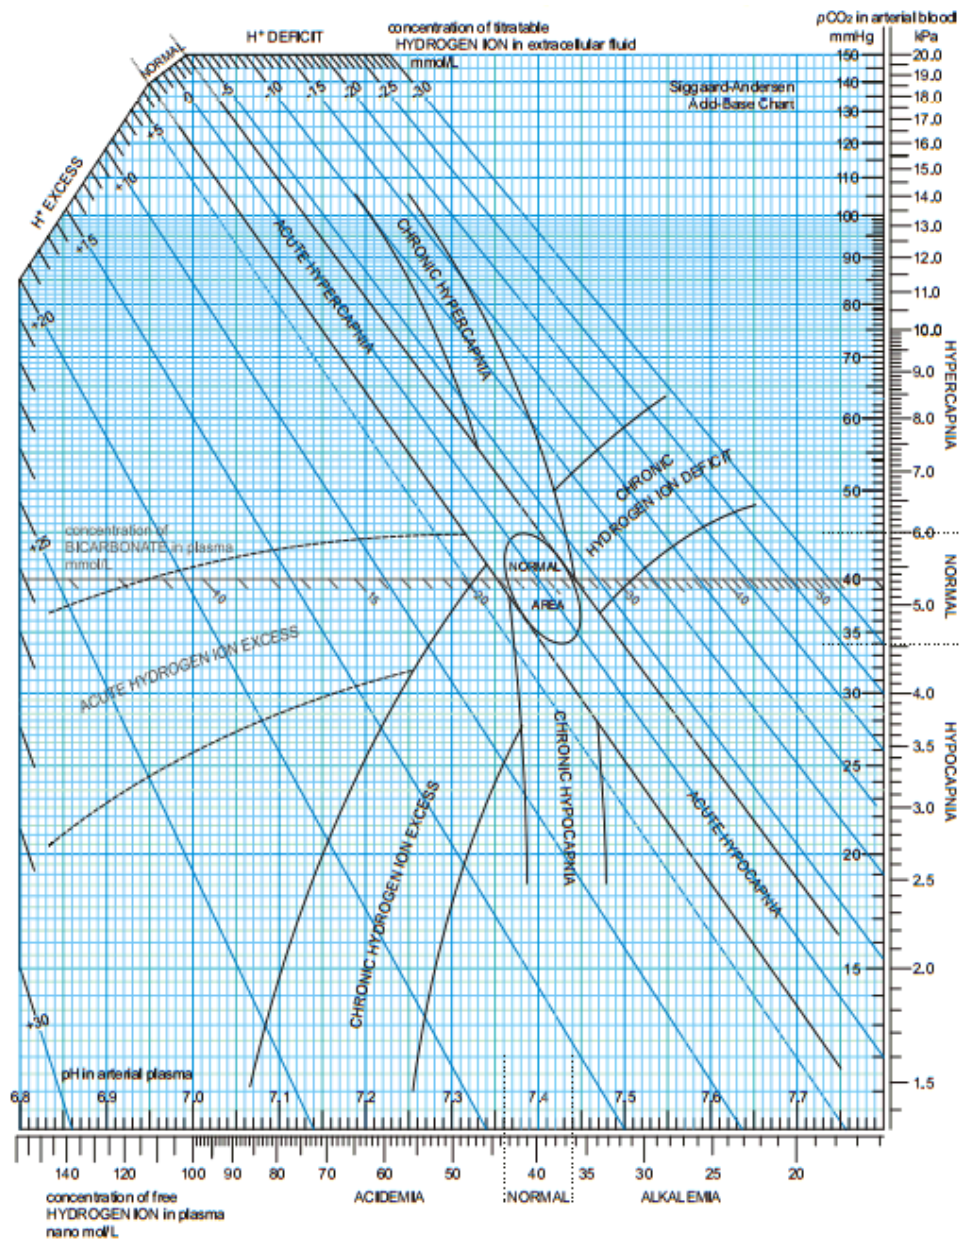 H⁺ DEFICIT
concentration of titratable
HYDROGEN ION in extracellular fluid
mmol/L
pCO2 in arterial blood
mmHg kPa
NORMAL
H⁺ EXCESS
0 -5 -10 -15 -20 -25 -30
Siggaard-Andersen
Acid-Base Chart
+5
+10
+15
+20
+30
150
140
130
120
110
100
90
80
70
60
50
40
35
30
25
20
15
20.0
19.0
18.0
17.0
16.0
15.0
14.0
13.0
12.0
11.0
10.0
9.0
8.0
7.0
6.0
5.0
4.0
3.5
3.0
2.5
2.0
1.5
HYPERCAPNIA
NORMAL
HYPOCAPNIA
ACUTE HYPERCAPNIA
CHRONIC HYPERCAPNIA
CHRONIC
HYDROGEN ION DEFICIT
concentration of
BICARBONATE in plasma
mmol/L
NORMAL
AREA
10 15 20 30 40 50
ACUTE HYDROGEN ION EXCESS
CHRONIC HYDROGEN EXCESS
CHRONIC HYPOCAPNIA
ACUTE HYPOCAPNIA
pH in arterial plasma
6.8 6.9 7.0 7.1 7.2 7.3 7.4 7.5 7.6 7.7
140 120 100 90 80 70 60 50 40 35 30 25 20
concentration of free
HYDROGEN ION in plasma
nano mol/L
ACIDEMIA NORMAL ALKALEMIA